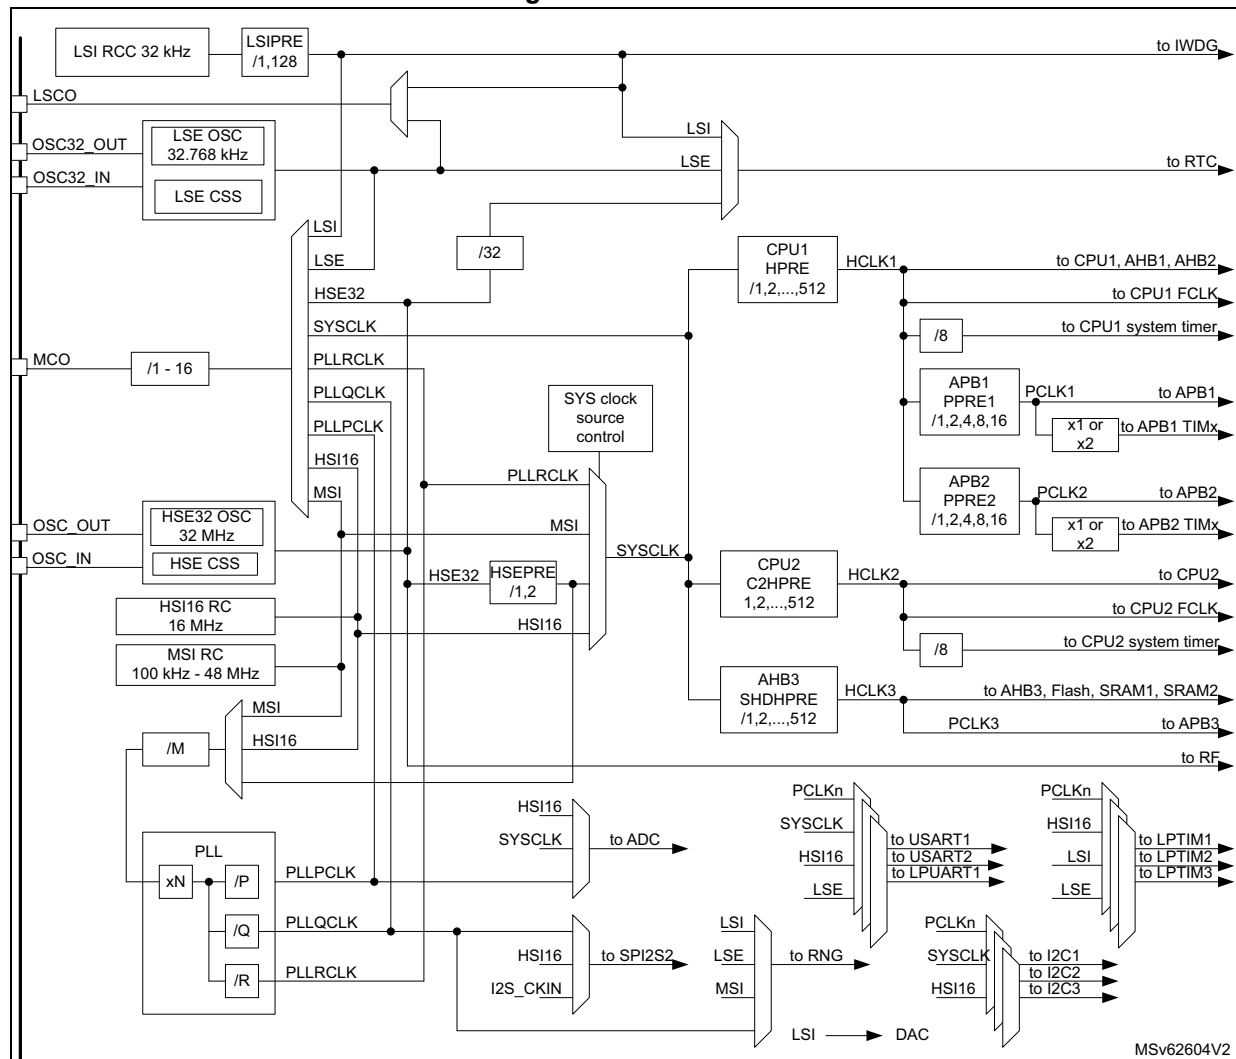 LSI RCC 32 kHz
LSIPRE
/1,128
to IWDG
LSCO
OSC32_OUT
LSE OSC
32.768 kHz
OSC32_IN
LSE CSS
LSI
LSE
to RTC
LSI
LSE
/32
HSE32
SYSCLK
PLLRCLK
PLLQCLK
PLLPCLK
HSI16
MSI
MCO
/1 - 16
CPU1
HPRE
/1,2,...,512
HCLK1
to CPU1, AHB1, AHB2
to CPU1 FCLK
/8
to CPU1 system timer
APB1
PPRE1
/1,2,4,8,16
PCLK1
to APB1
x1 or
x2
to APB1 TIMx
SYS clock
source
control
APB2
PPRE2
/1,2,4,8,16
PCLK2
to APB2
x1 or
x2
to APB2 TIMx
PLLRCLK
MSI
HSE32
HSEPRE
/1,2
HSI16
SYSCLK
OSC_OUT
HSE32 OSC
32 MHz
OSC_IN
HSE CSS
HSI16 RC
16 MHz
MSI RC
100 kHz - 48 MHz
CPU2
C2HPRE
1,2,...,512
HCLK2
to CPU2
to CPU2 FCLK
/8
to CPU2 system timer
AHB3
SHDHPRE
/1,2,...,512
HCLK3
to AHB3, Flash, SRAM1, SRAM2
PCLK3
to APB3
to RF
MSI
HSI16
/M
PLL
xN
/P
/Q
/R
PLLPCLK
PLLQCLK
PLLRCLK
HSI16
SYSCLK
to ADC
HSI16
I2S_CKIN
to SPI2S2
LSI
LSE
MSI
to RNG
PCLKn
SYSCLK
HSI16
LSE
to USART1
to USART2
to LPUART1
PCLKn
HSI16
LSI
LSE
to LPTIM1
to LPTIM2
to LPTIM3
PCLKn
SYSCLK
HSI16
to I2C1
to I2C2
to I2C3
LSI
DAC
MSv62604V2